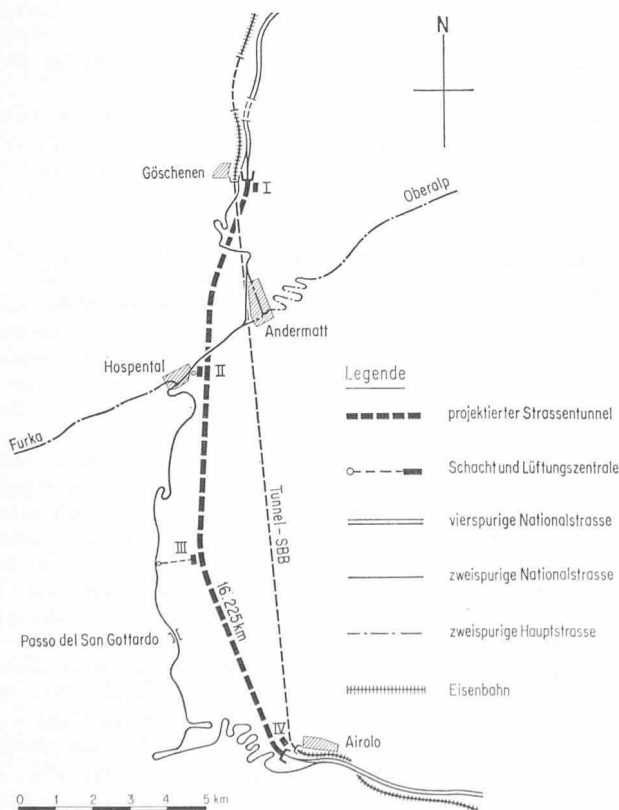 N
Göschenen
I
Oberalp
Andermatt
Hospental
II
Furka
Legende
projektierter Strassentunnel
Schacht und Lüftungszentrale
Tunnel-SBB
vierspurige Nationalstrasse
III
zweispurige Nationalstrasse
16.225 km
Passo del San Gottardo
zweispurige Hauptstrasse
Eisenbahn
IV
Airolo
0 1 2 3 4 5 km